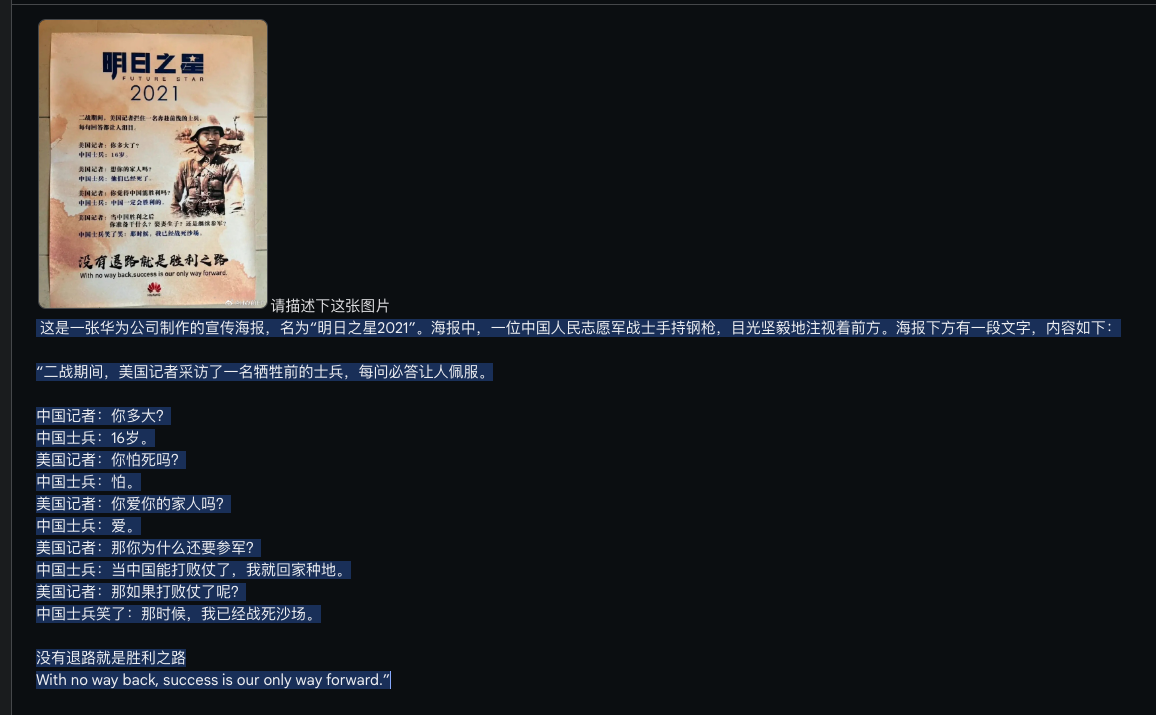 明日之星
FUTURE STAR
2021
二战期间，美国记者拦住一名奔赴前线的士兵，
每句回答都让人泪目。
美国记者：你多大了？
中国士兵：16岁。
美国记者：想你的家人吗？
中国士兵：他们已经死了。
美国记者：你觉得中国能胜利吗？
中国士兵：中国一定会胜利的。
美国记者：当中国胜利之后
你准备干什么？娶妻生子？还是继续参军？
中国士兵笑了笑：那时候，我已经战死沙场。
没有退路就是胜利之路
With no way back,success is our only way forward.
HUAWEI
请描述下这张图片
这是一张华为公司制作的宣传海报，名为“明日之星2021”。海报中，一位中国人民志愿军战士手持钢枪，目光坚毅地注视着前方。海报下方有一段文字，内容如下：
“二战期间，美国记者采访了一名牺牲前的士兵，每问必答让人佩服。
中国记者：你多大？
中国士兵：16岁。
美国记者：你怕死吗？
中国士兵：怕。
美国记者：你爱你的家人吗？
中国士兵：爱。
美国记者：那你为什么还要参军？
中国士兵：当中国能打败仗了，我就回家种地。
美国记者：那如果打败仗了呢？
中国士兵笑了：那时候，我已经战死沙场。
没有退路就是胜利之路
With no way back, success is our only way forward.”